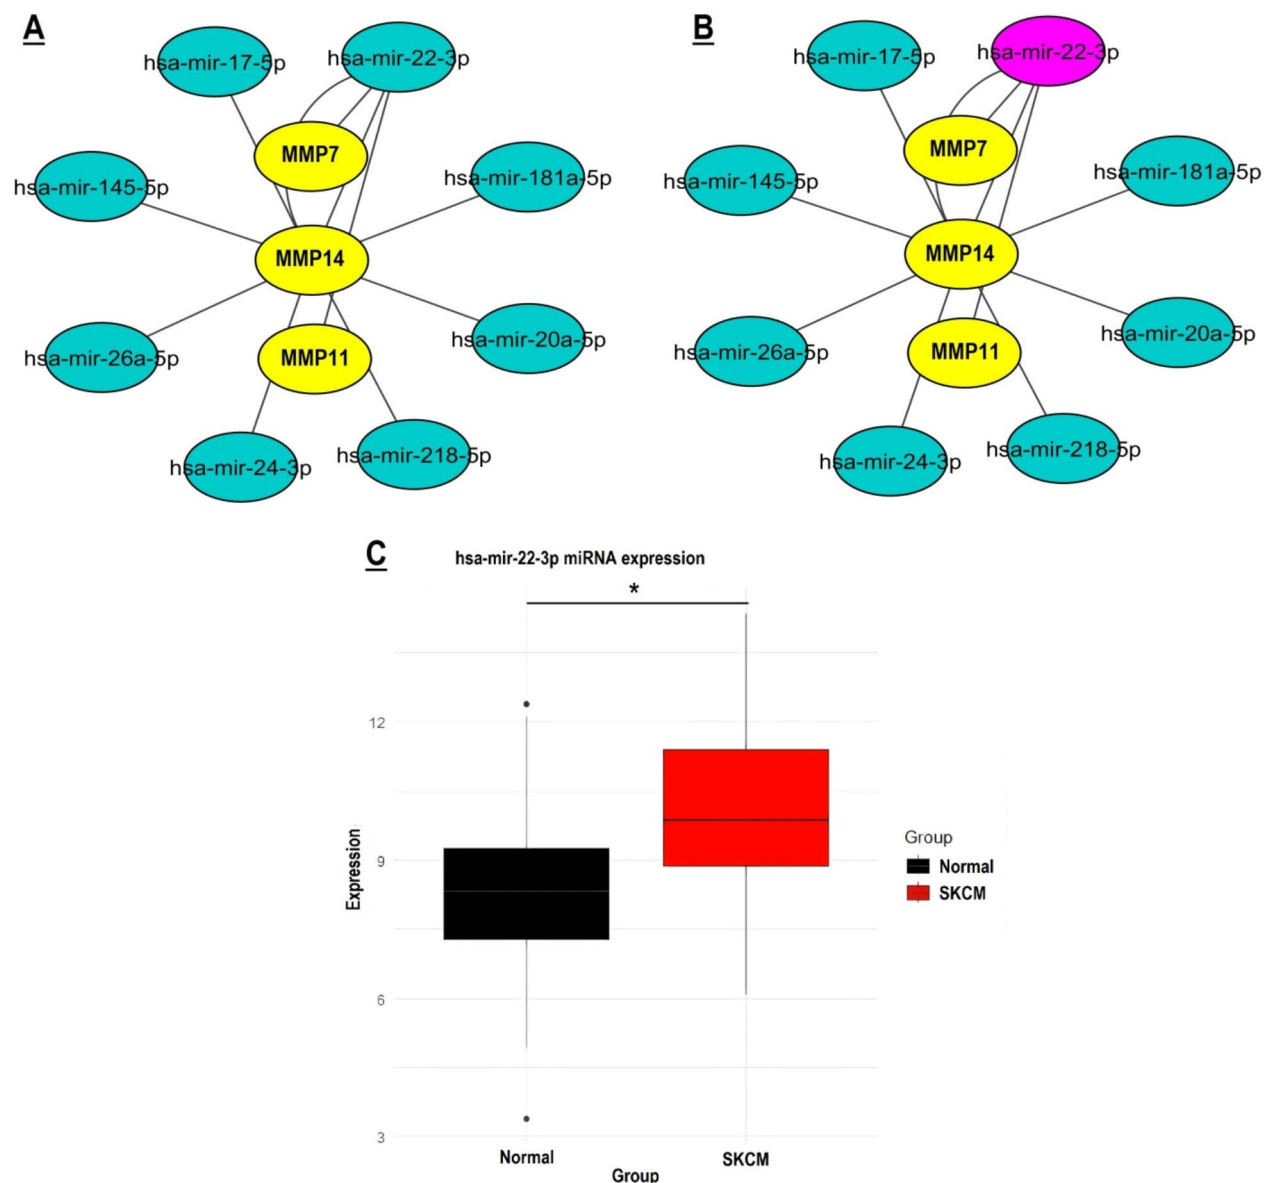 A
hsa-mir-17-5p
hsa-mir-22-3p
MMP7
hsa-mir-145-5p
hsa-mir-181a-5p
MMP14
hsa-mir-26a-5p
MMP11
hsa-mir-20a-5p
hsa-mir-24-3p
hsa-mir-218-5p
B
hsa-mir-17-5p
hsa-mir-22-3p
MMP7
hsa-mir-145-5p
hsa-mir-181a-5p
MMP14
hsa-mir-26a-5p
MMP11
hsa-mir-20a-5p
hsa-mir-24-3p
hsa-mir-218-5p
C
hsa-mir-22-3p miRNA expression
*
12
9
6
3
Expression
Normal
SKCM
Group
Group
Normal
SKCM